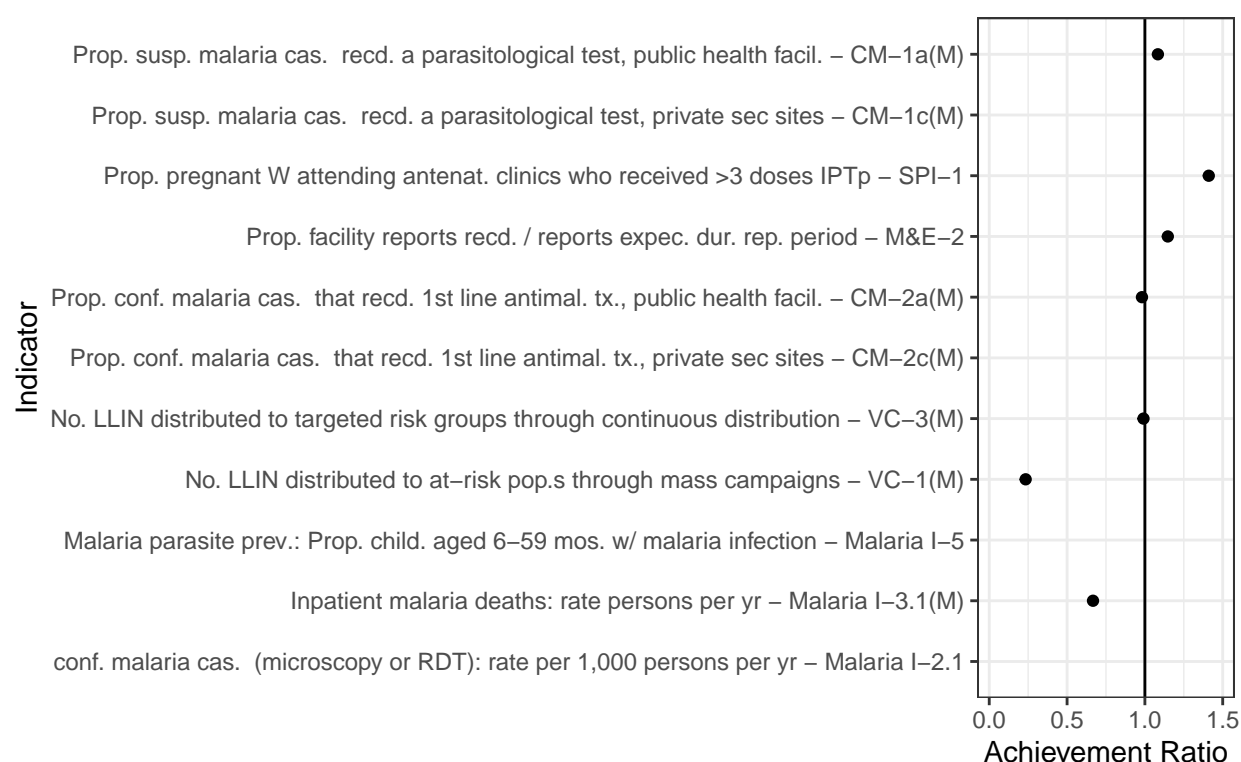 Prop. susp. malaria cas.  recd. a parasitological test, public health facil. – CM–1a(M)
Prop. susp. malaria cas.  recd. a parasitological test, private sec sites – CM–1c(M)
Prop. pregnant W attending antenat. clinics who received >3 doses IPTp – SPI–1
Prop. facility reports recd. / reports expec. dur. rep. period – M&E–2
Prop. conf. malaria cas.  that recd. 1st line antimal. tx., public health facil. – CM–2a(M)
Prop. conf. malaria cas.  that recd. 1st line antimal. tx., private sec sites – CM–2c(M)
No. LLIN distributed to targeted risk groups through continuous distribution – VC–3(M)
No. LLIN distributed to at–risk pop.s through mass campaigns – VC–1(M)
Malaria parasite prev.: Prop. child. aged 6–59 mos. w/ malaria infection – Malaria I–5
Inpatient malaria deaths: rate persons per yr – Malaria I–3.1(M)
conf. malaria cas.  (microscopy or RDT): rate per 1,000 persons per yr – Malaria I–2.1
Indicator
0.0 0.5 1.0 1.5
Achievement Ratio